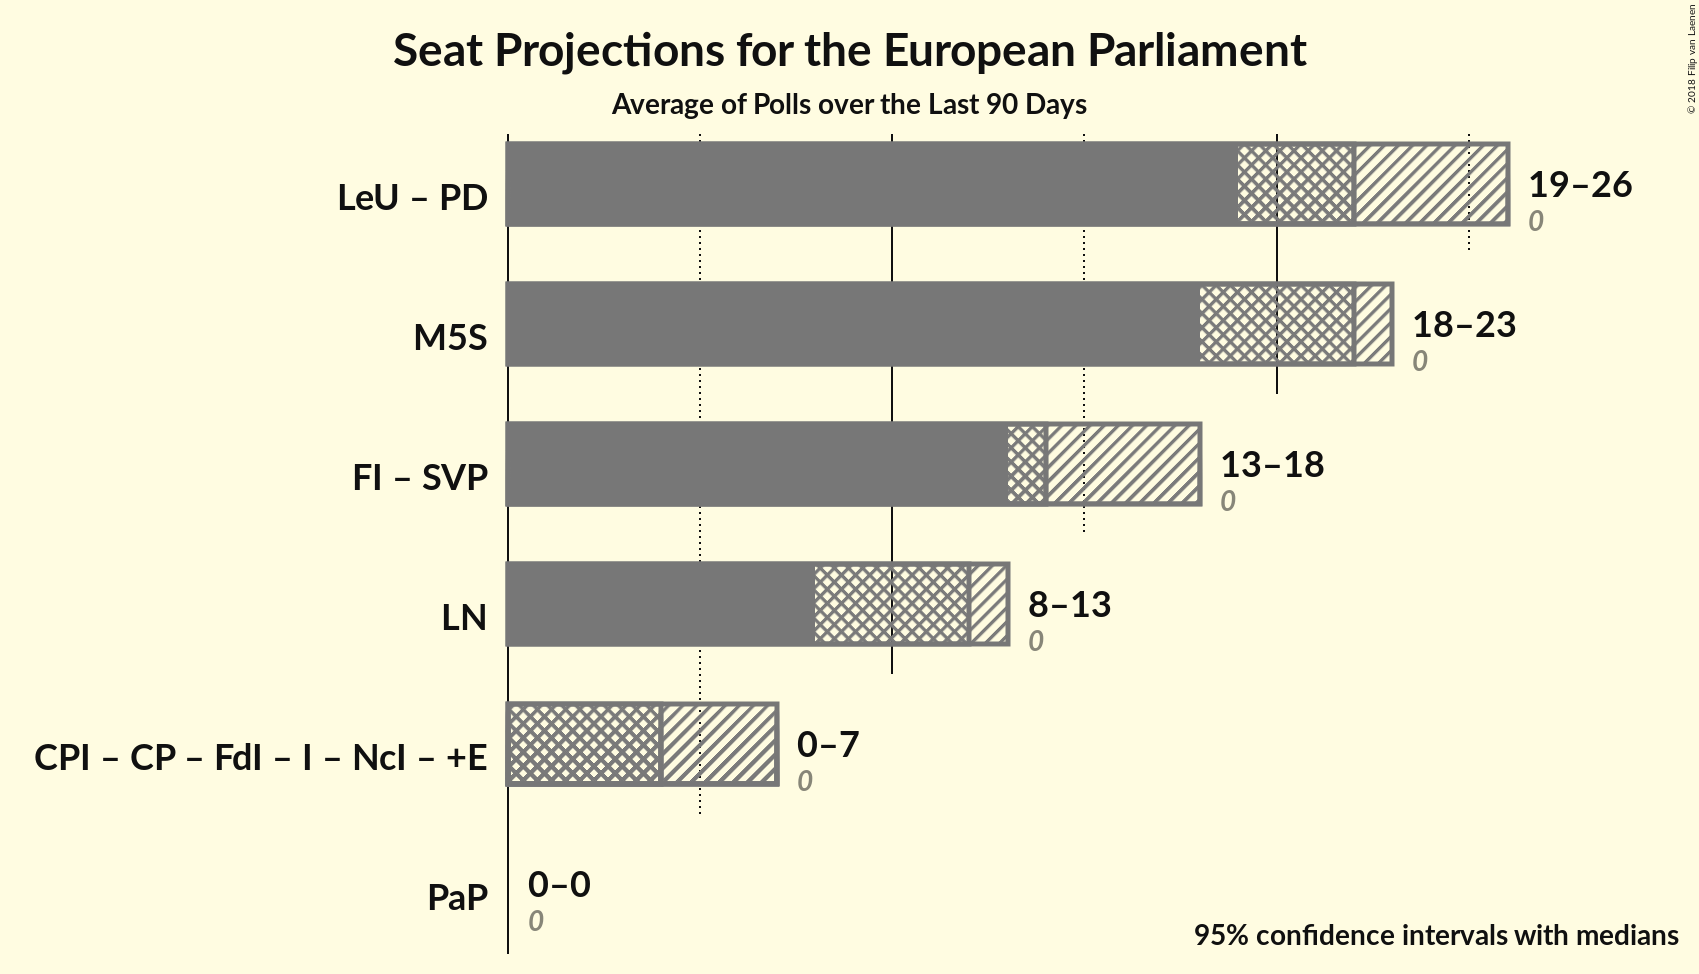 Seat Projections for the European Parliament
Average of Polls over the Last 90 Days
© 2018 Filip van Laenen
LeU – PD
19–26
0
M5S
18–23
0
FI – SVP
13–18
0
LN
8–13
0
CPI – CP – FdI – I – NcI – +E
0–7
0
PaP
0–0
0
95% confidence intervals with medians